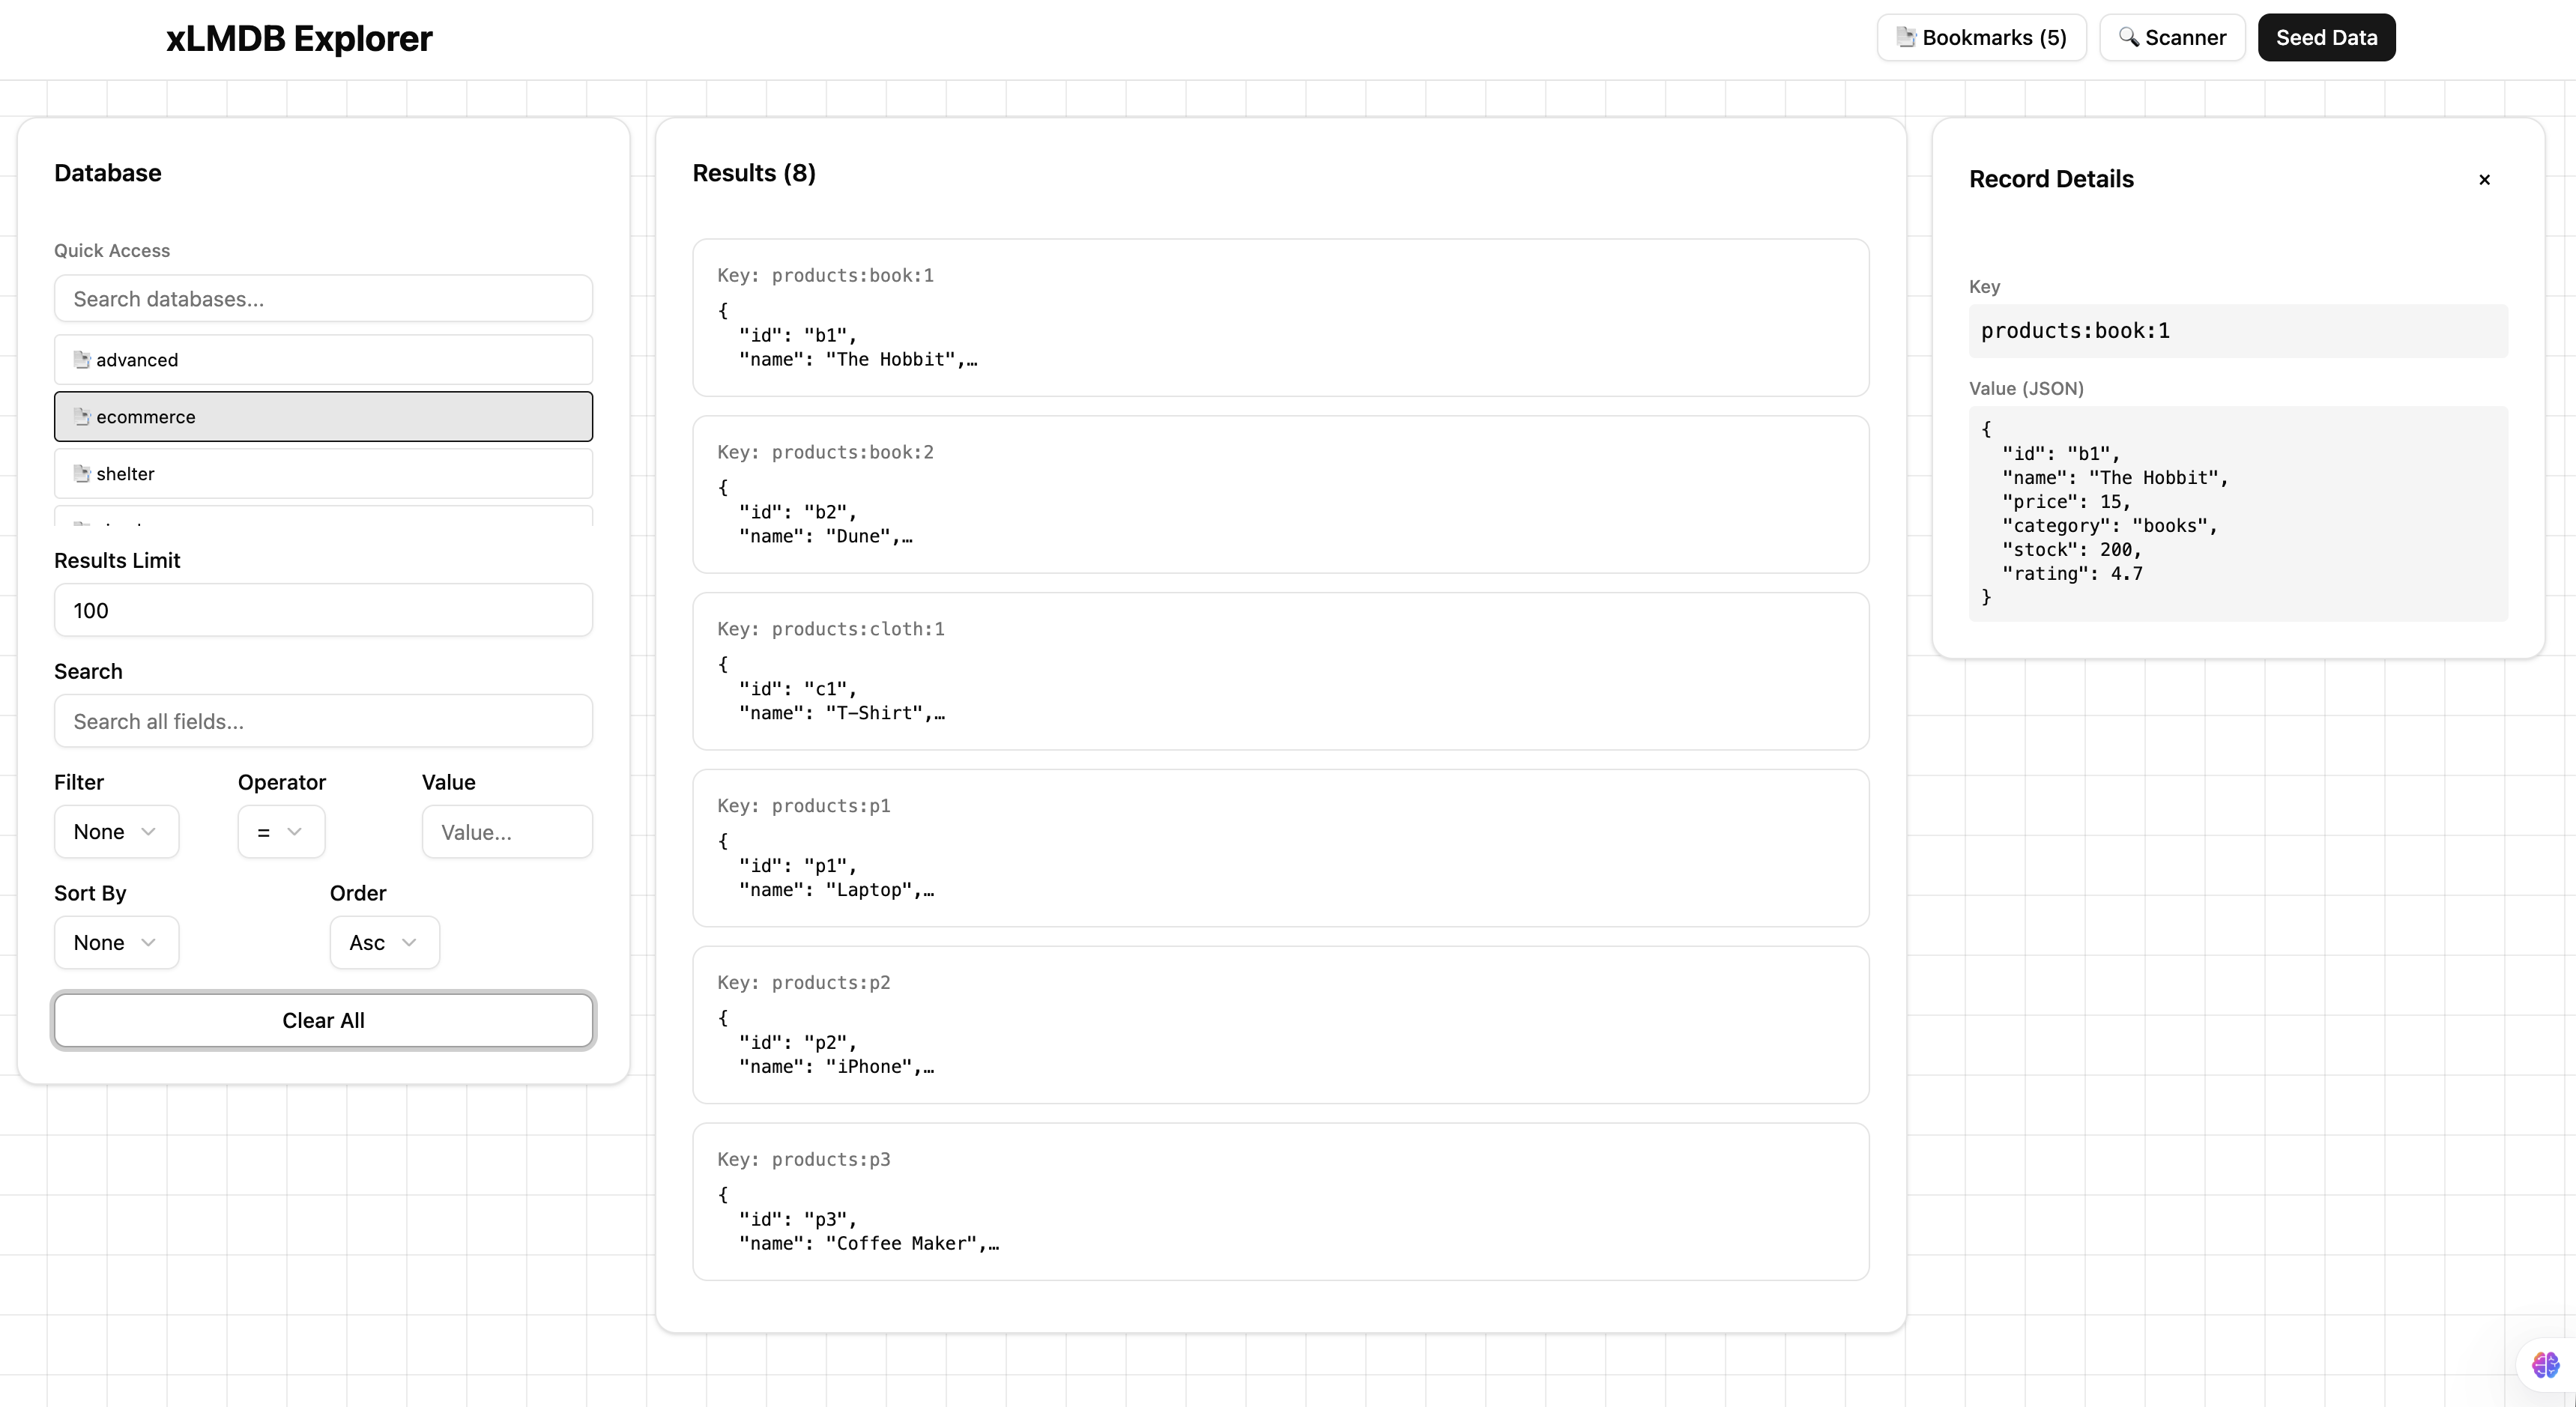 xLMDB Explorer
Bookmarks (5)
Scanner
Seed Data
Database
Quick Access
Search databases...
advanced
ecommerce
shelter
Results Limit
100
Search
Search all fields...
Filter
Operator
Value
None
=
Value...
Sort By
Order
None
Asc
Clear All
Results (8)
Key: products:book:1
{
"id": "b1",
"name": "The Hobbit",…
Key: products:book:2
{
"id": "b2",
"name": "Dune",…
Key: products:cloth:1
{
"id": "c1",
"name": "T-Shirt",…
Key: products:p1
{
"id": "p1",
"name": "Laptop",…
Key: products:p2
{
"id": "p2",
"name": "iPhone",…
Key: products:p3
{
"id": "p3",
"name": "Coffee Maker",…
Record Details
×
Key
products:book:1
Value (JSON)
{
"id": "b1",
"name": "The Hobbit",
"price": 15,
"category": "books",
"stock": 200,
"rating": 4.7
}